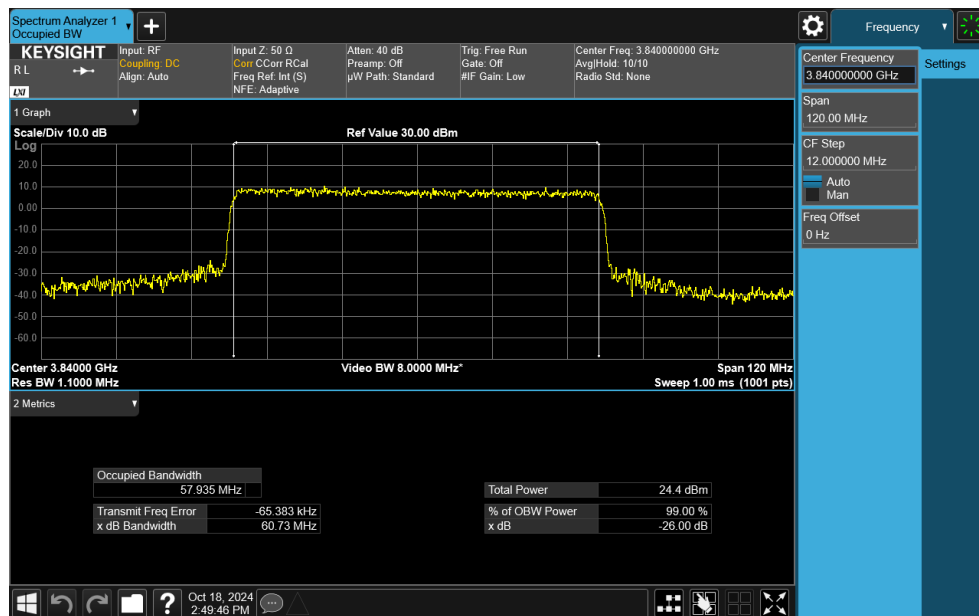 Spectrum Analyzer 1
Occupied BW
Frequency
KEYSIGHT
R L
LXI
Input: RF
Coupling: DC
Align: Auto
Input Z: 50 Ω
Corr CCorr RCal
Freq Ref: Int (S)
NFE: Adaptive
Atten: 40 dB
Preamp: Off
µW Path: Standard
Trig: Free Run
Gate: Off
#IF Gain: Low
Center Freq: 3.840000000 GHz
Avg|Hold: 10/10
Radio Std: None
Center Frequency
3.840000000 GHz
Settings
Span
120.00 MHz
CF Step
12.000000 MHz
Auto
Man
Freq Offset
0 Hz
1 Graph
Scale/Div 10.0 dB
Ref Value 30.00 dBm
Log
20.0
10.0
0.00
-10.0
-20.0
-30.0
-40.0
-50.0
-60.0
Center 3.84000 GHz
Video BW 8.0000 MHz*
Span 120 MHz
Res BW 1.1000 MHz
Sweep 1.00 ms (1001 pts)
2 Metrics
Occupied Bandwidth
57.935 MHz
Transmit Freq Error -65.383 kHz
x dB Bandwidth 60.73 MHz
Total Power 24.4 dBm
% of OBW Power 99.00 %
x dB -26.00 dB
?
Oct 18, 2024
2:49:46 PM